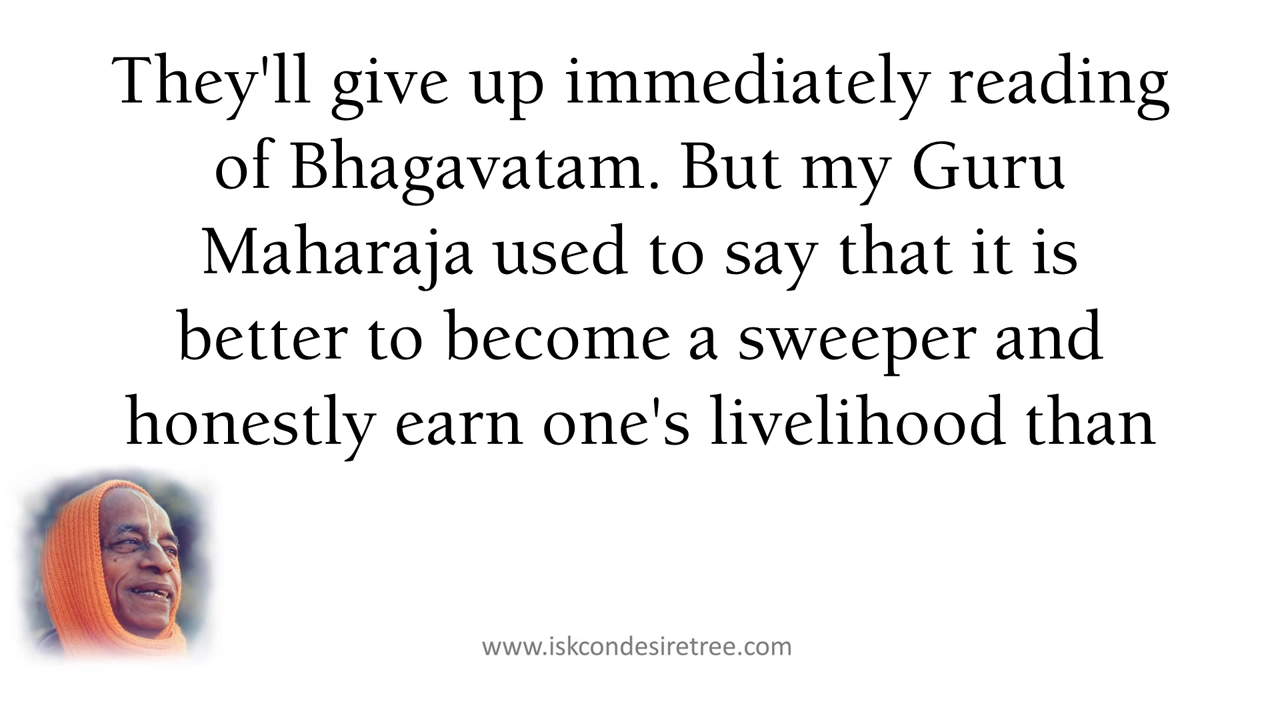 They'll give up immediately reading
of Bhagavatam. But my Guru
Maharaja used to say that it is
better to become a sweeper and
honestly earn one's livelihood than
www.iskcondesiretree.com